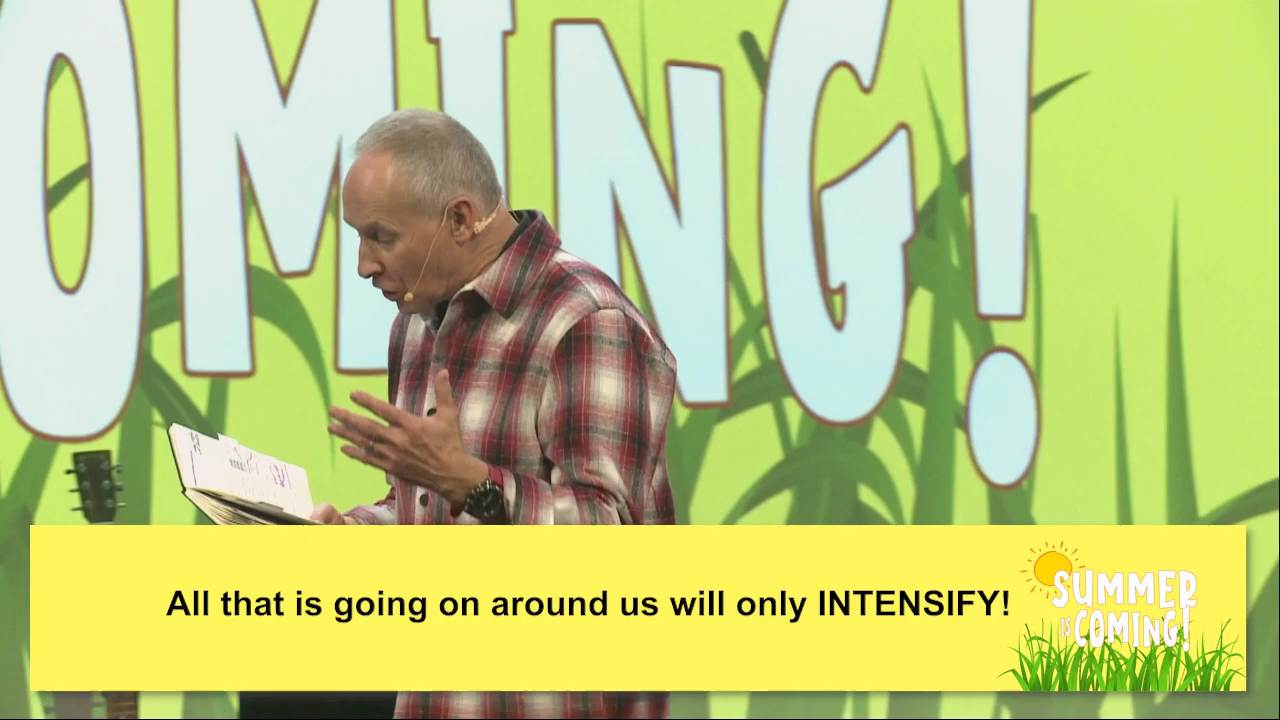 OMING!
All that is going on around us will only INTENSIFY!
SUMMER
IS COMING!